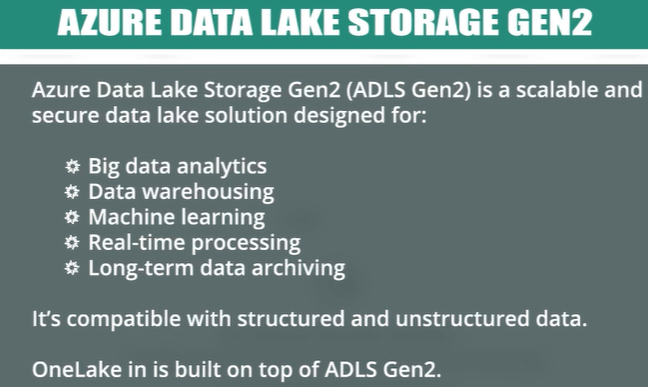 AZURE DATA LAKE STORAGE GEN2
Azure Data Lake Storage Gen2 (ADLS Gen2) is a scalable and
secure data lake solution designed for:
Big data analytics
Data warehousing
Machine learning
Real-time processing
Long-term data archiving
It's compatible with structured and unstructured data.
OneLake in is built on top of ADLS Gen2.